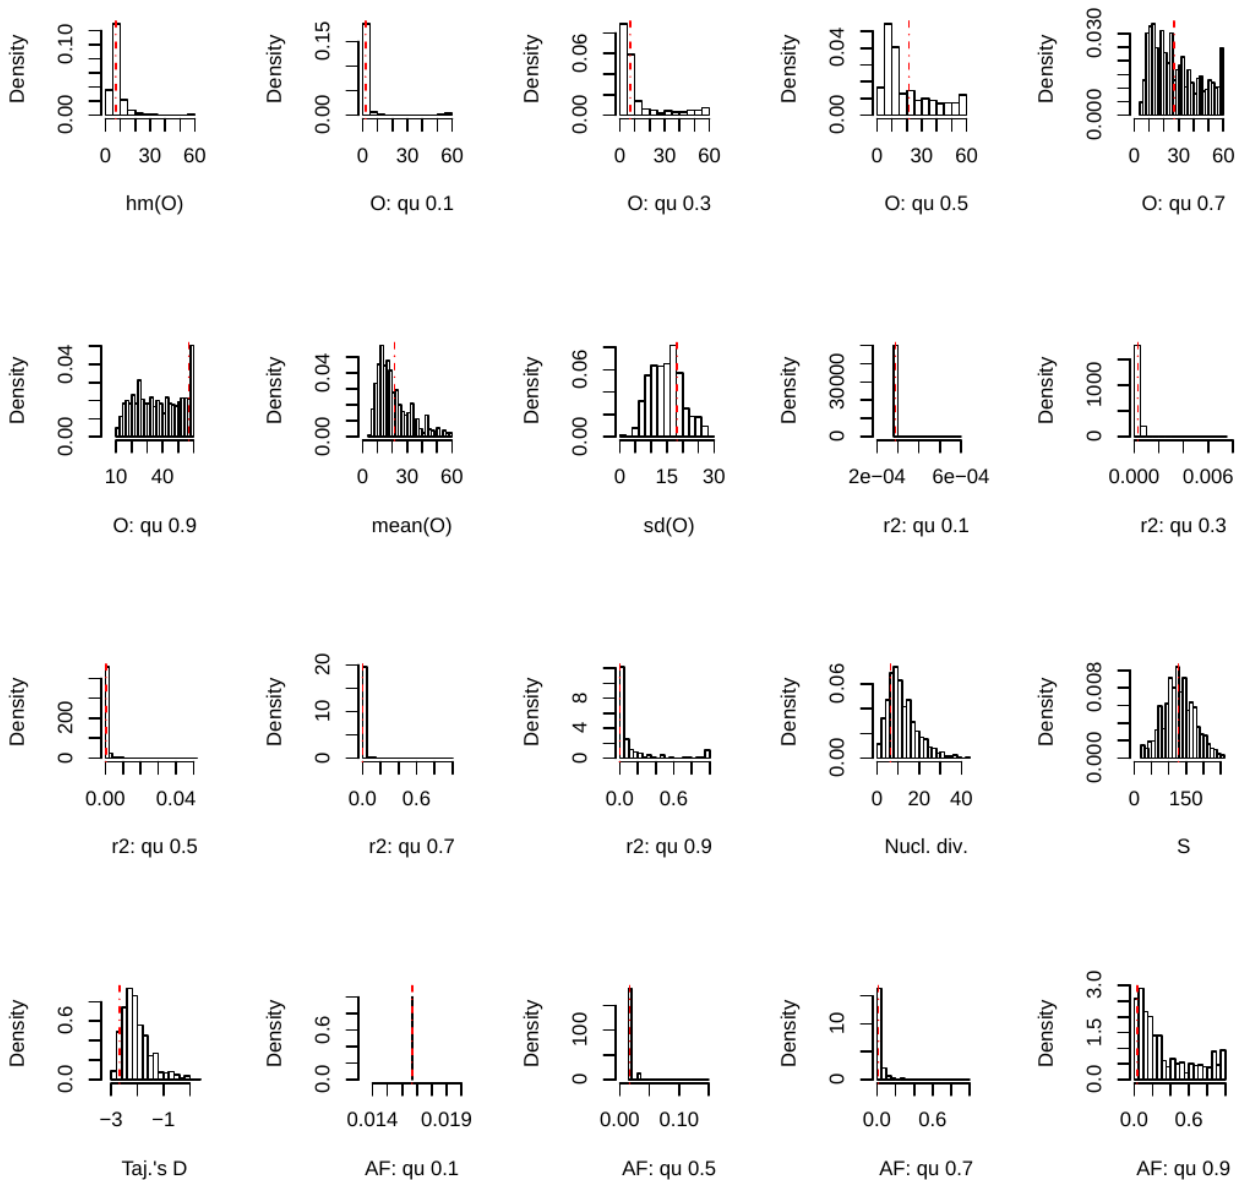 Density 0.00 0.10 0 30 60 hm(O)
Density 0.00 0.15 0 30 60 O: qu 0.1
Density 0.00 0.06 0 30 60 O: qu 0.3
Density 0.00 0.04 0 30 60 O: qu 0.5
Density 0.000 0.030 0 30 60 O: qu 0.7
Density 0.00 0.04 10 40 O: qu 0.9
Density 0.00 0.04 0 30 60 mean(O)
Density 0.00 0.06 0 15 30 sd(O)
Density 0 30000 2e−04 6e−04 r2: qu 0.1
Density 0 1000 0.000 0.006 r2: qu 0.3
Density 0 200 0.00 0.04 r2: qu 0.5
Density 0 10 20 0.0 0.6 r2: qu 0.7
Density 0 4 8 0.0 0.6 r2: qu 0.9
Density 0.00 0.06 0 20 40 Nucl. div.
Density 0.000 0.008 0 150 S
Density 0.0 0.6 −3 −1 Taj.'s D
Density 0.0 0.6 0.014 0.019 AF: qu 0.1
Density 0 100 0.00 0.10 AF: qu 0.5
Density 0 10 0.0 0.6 AF: qu 0.7
Density 0.0 1.5 3.0 0.0 0.6 AF: qu 0.9